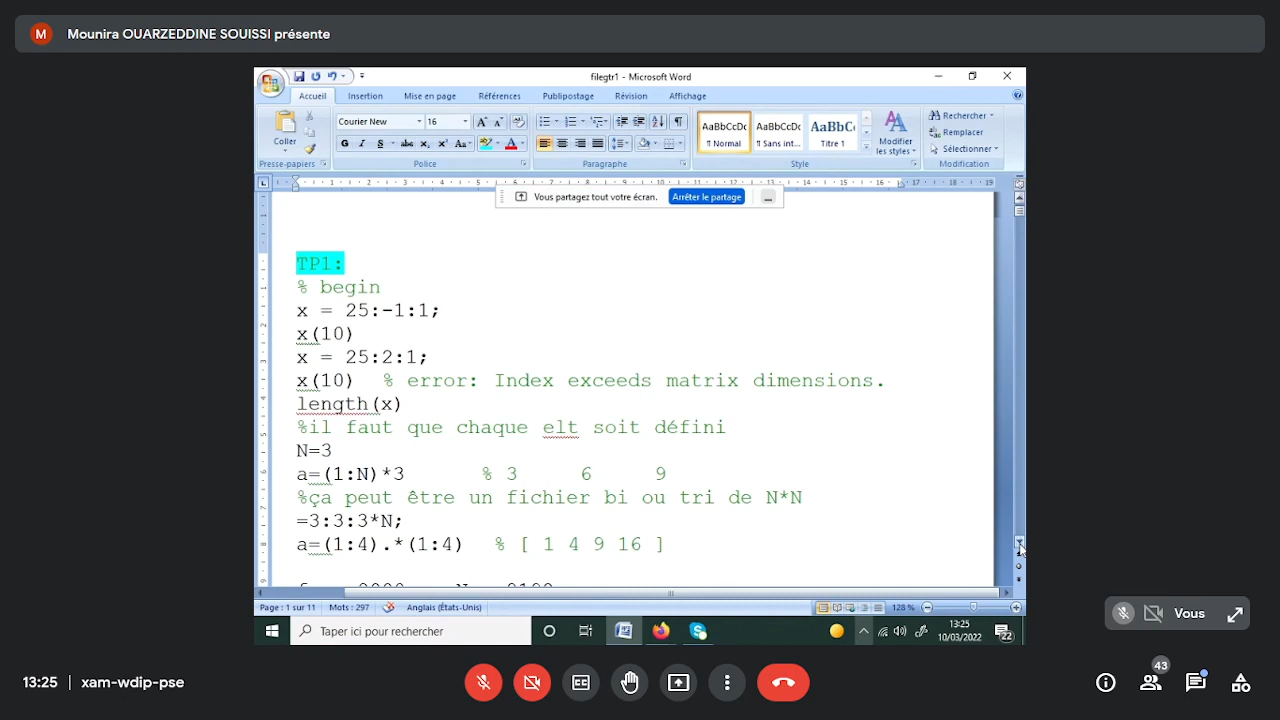 M Mounira OUARZEDDINE SOUISSI présente
filegtr1 - Microsoft Word
Accueil Insertion Mise en page Références Publipostage Révision Affichage
Coller
Presse-papiers
Courier New 16
G I S abc x₂ x² Aa
Police
Paragraphe
AaBbCcDc AaBbCcDc AaBbC
¶ Normal ¶ Sans int... Titre 1
Modifier les styles
Style
Rechercher
Remplacer
Sélectionner
Modification
Vous partagez tout votre écran. Arrêter le partage
TP1:
% begin
x = 25:-1:1;
x(10)
x = 25:2:1;
x(10) % error: Index exceeds matrix dimensions.
length(x)
%il faut que chaque elt soit défini
N=3
a=(1:N)*3 % 3 6 9
%ça peut être un fichier bi ou tri de N*N
=3:3:3*N;
a=(1:4).*(1:4) % [ 1 4 9 16 ]
Page : 1 sur 11 Mots : 297 Anglais (États-Unis) 128 %
Taper ici pour rechercher
13:25
10/03/2022
22
Vous
13:25 | xam-wdip-pse
43